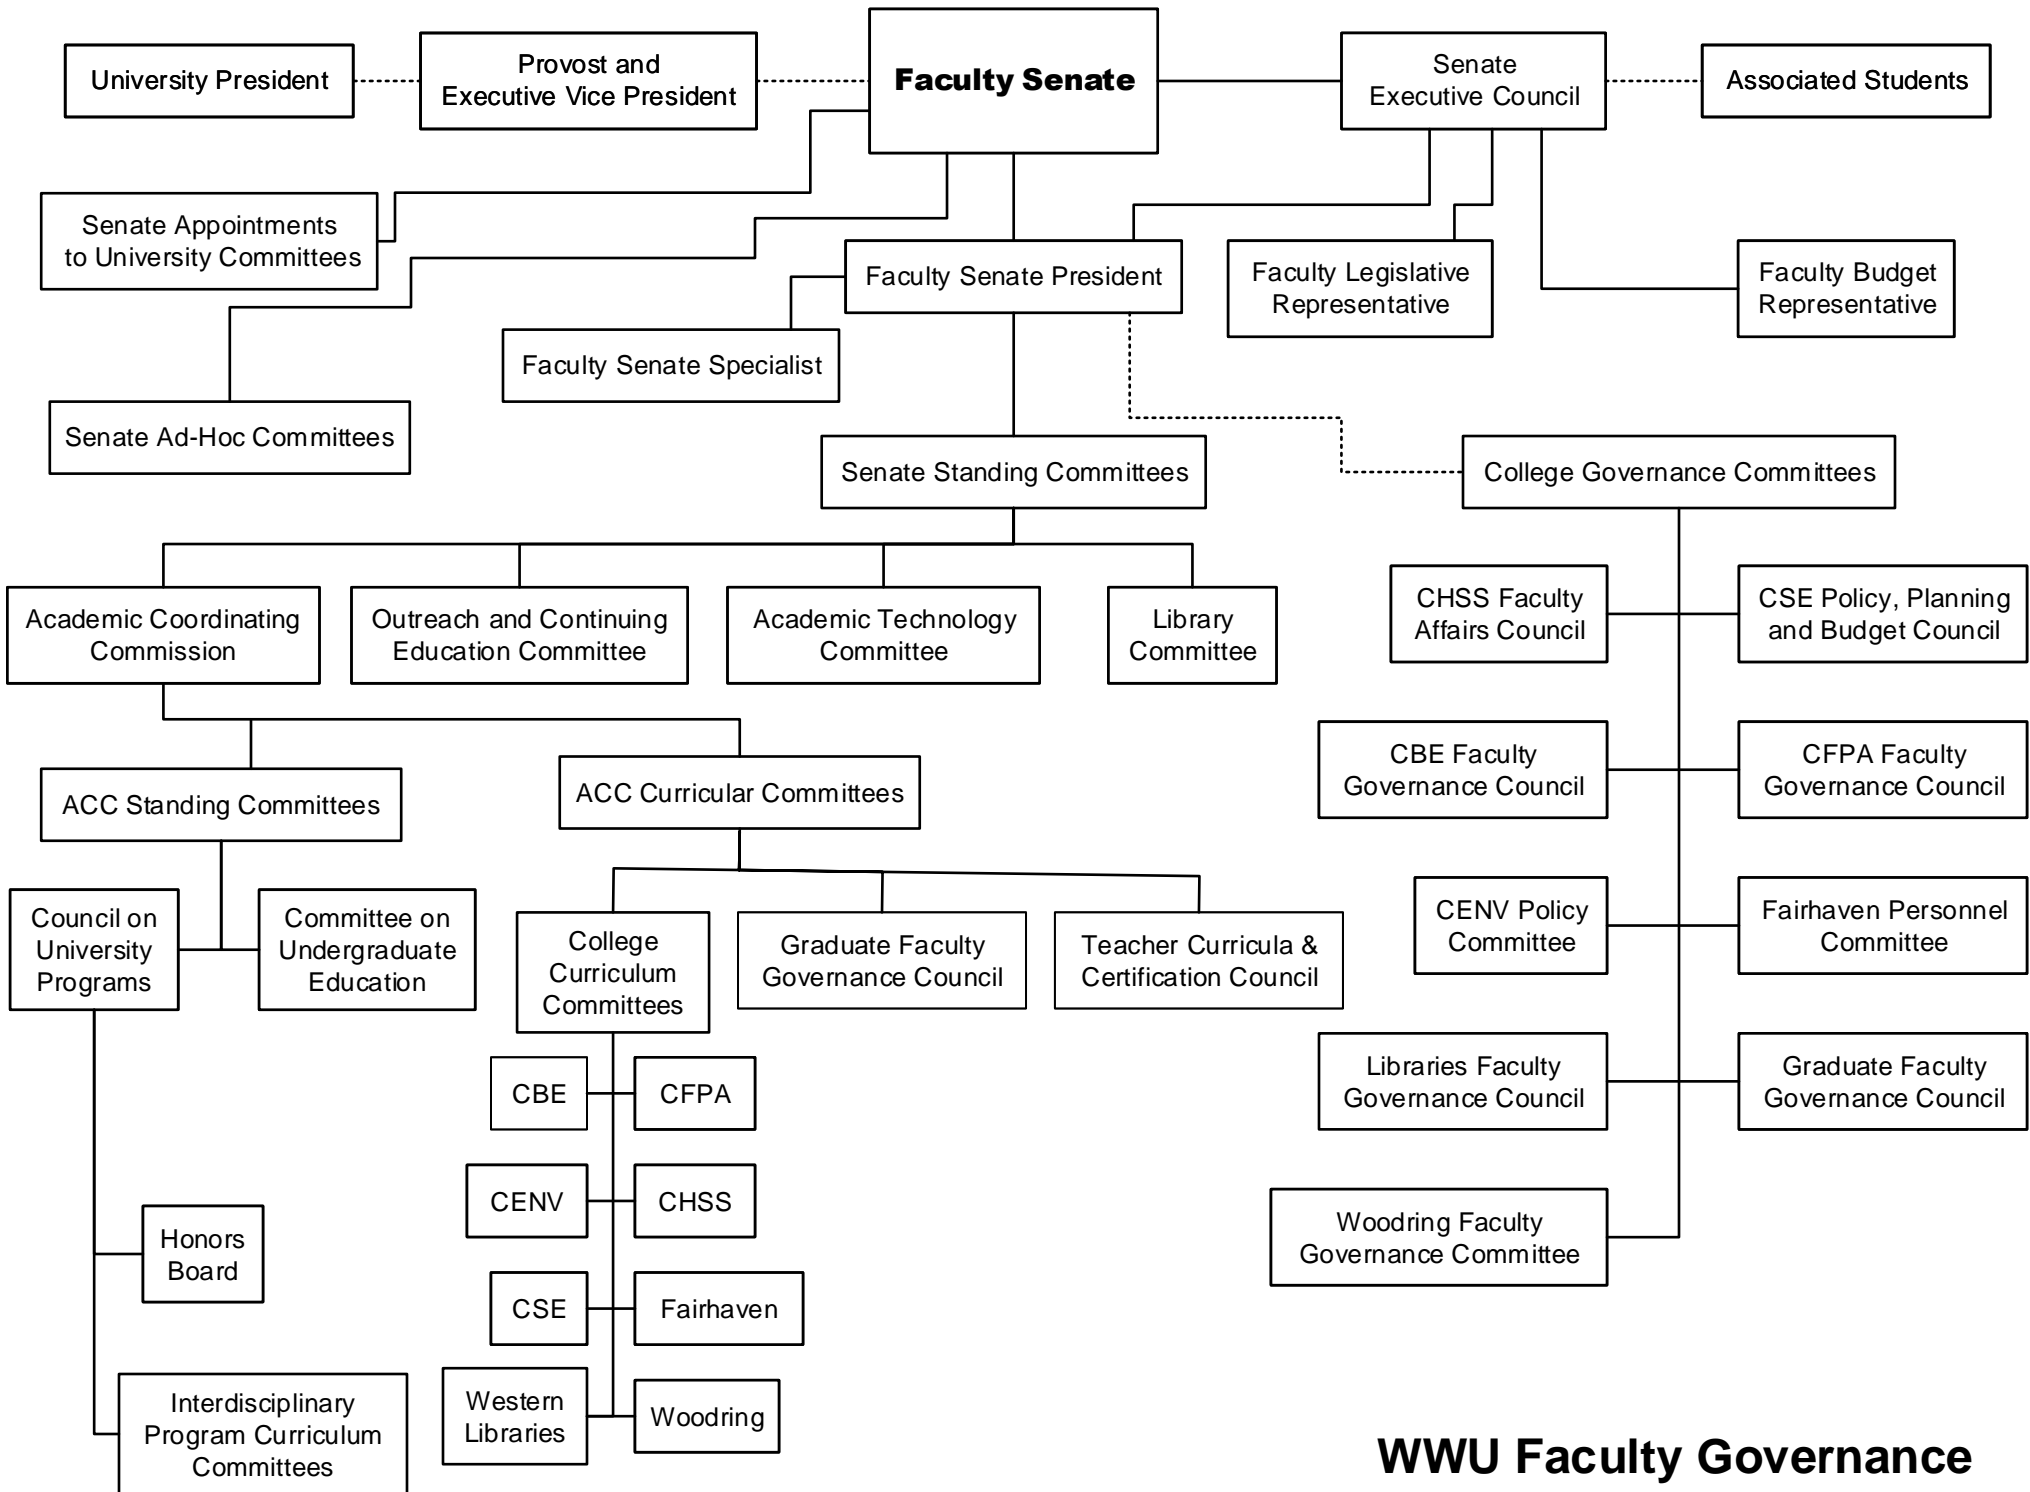 University President
Provost and
Executive Vice President
Faculty Senate
Senate
Executive Council
Associated Students
Senate Appointments
to University Committees
Faculty Senate President
Faculty Legislative
Representative
Faculty Budget
Representative
Faculty Senate Specialist
Senate Ad-Hoc Committees
Senate Standing Committees
College Governance Committees
Academic Coordinating
Commission
Outreach and Continuing
Education Committee
Academic Technology
Committee
Library
Committee
CHSS Faculty
Affairs Council
CSE Policy, Planning
and Budget Council
CBE Faculty
Governance Council
CFPA Faculty
Governance Council
ACC Standing Committees
ACC Curricular Committees
Council on
University
Programs
Committee on
Undergraduate
Education
College
Curriculum
Committees
Graduate Faculty
Governance Council
Teacher Curricula &
Certification Council
CENV Policy
Committee
Fairhaven Personnel
Committee
Libraries Faculty
Governance Council
Graduate Faculty
Governance Council
CBE
CFPA
CENV
CHSS
Honors
Board
Woodring Faculty
Governance Committee
CSE
Fairhaven
Western
Libraries
Woodring
Interdisciplinary
Program Curriculum
Committees
WWU Faculty Governance